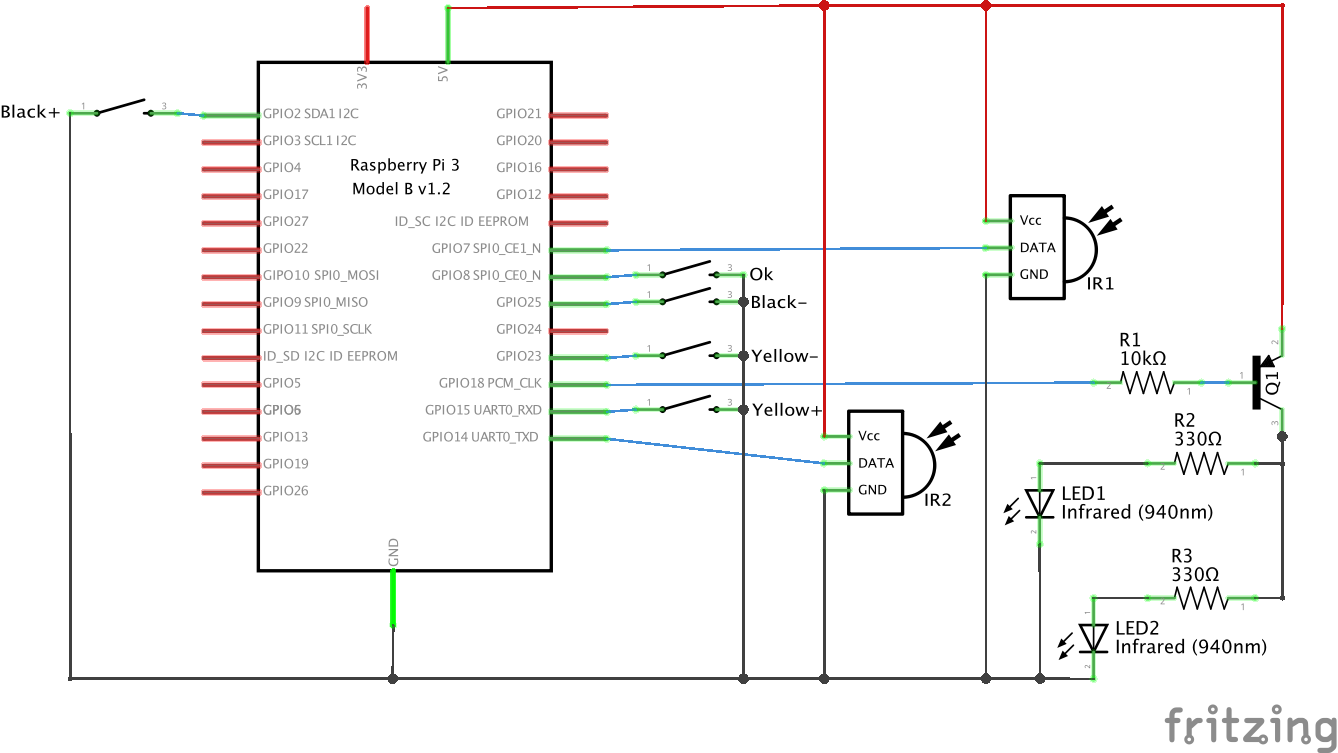 3V3
5V
Black+
1
3
GPIO2 SDA1 I2C
GPIO3 SCL1 I2C
GPIO4
GPIO17
GPIO27
GPIO22
GPIO10 SPI0_MOSI
GPIO9 SPI0_MISO
GPIO11 SPI0_SCLK
ID_SD I2C ID EEPROM
GPIO5
GPIO6
GPIO13
GPIO19
GPIO26
Raspberry Pi 3
Model B v1.2
GPIO21
GPIO20
GPIO16
GPIO12
ID_SC I2C ID EEPROM
GPIO7 SPI0_CE1_N
GPIO8 SPI0_CE0_N
GPIO25
GPIO24
GPIO23
GPIO18 PCM_CLK
GPIO15 UART0_RXD
GPIO14 UART0_TXD
GND
1
3
Ok
1
3
Black-
1
3
Yellow-
1
3
Yellow+
Vcc
DATA
GND
IR1
Vcc
DATA
GND
IR2
R1
10kΩ
2
1
2
1
Q1
3
R2
330Ω
2
1
1
LED1
Infrared (940nm)
2
R3
330Ω
2
1
1
LED2
Infrared (940nm)
2
fritzing